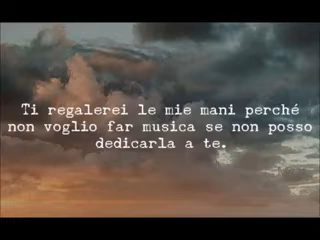 Ti regalerei le mie mani perché
non voglio far musica se non posso
dedicarla a te.